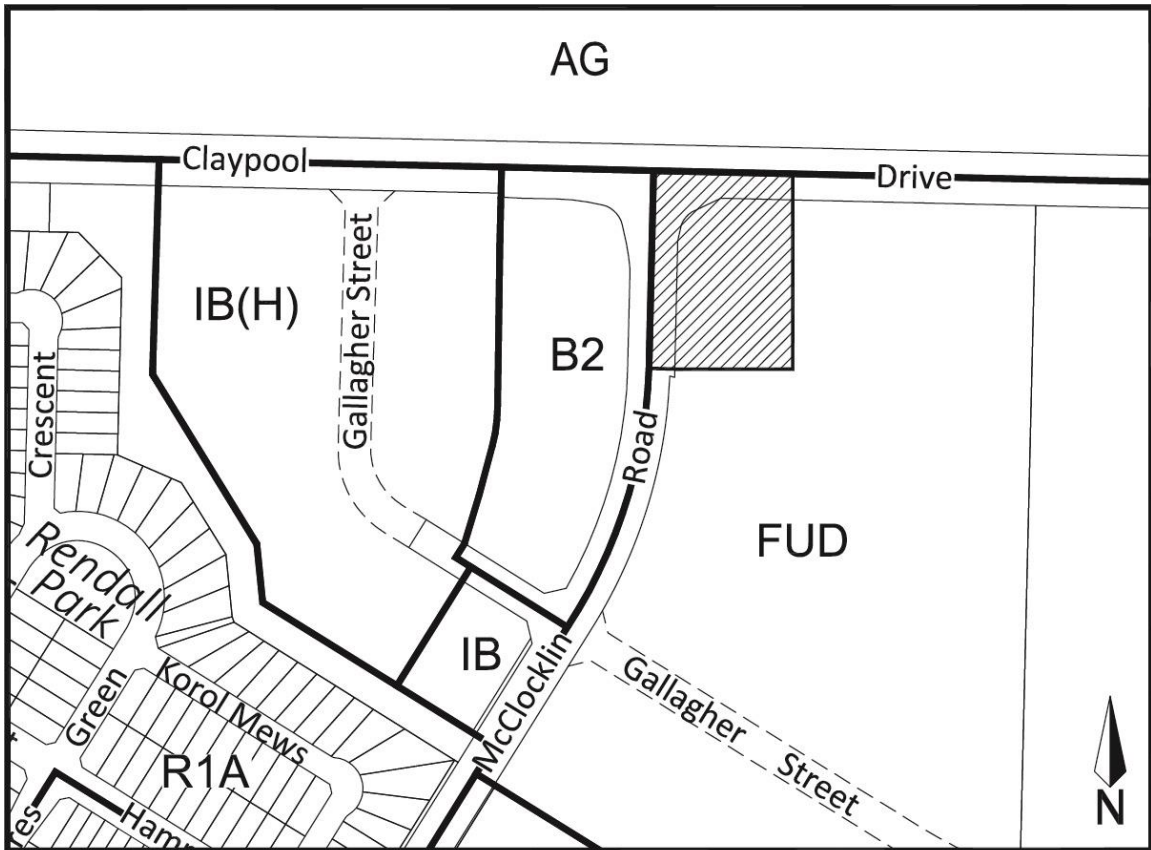 AG
Claypool
Drive
Gallagher Street
IB(H)
B2
Crescent
Road
FUD
Rendall
Park
IB
McClocklin
Gallagher Street
Green
Korol Mews
R1A
N